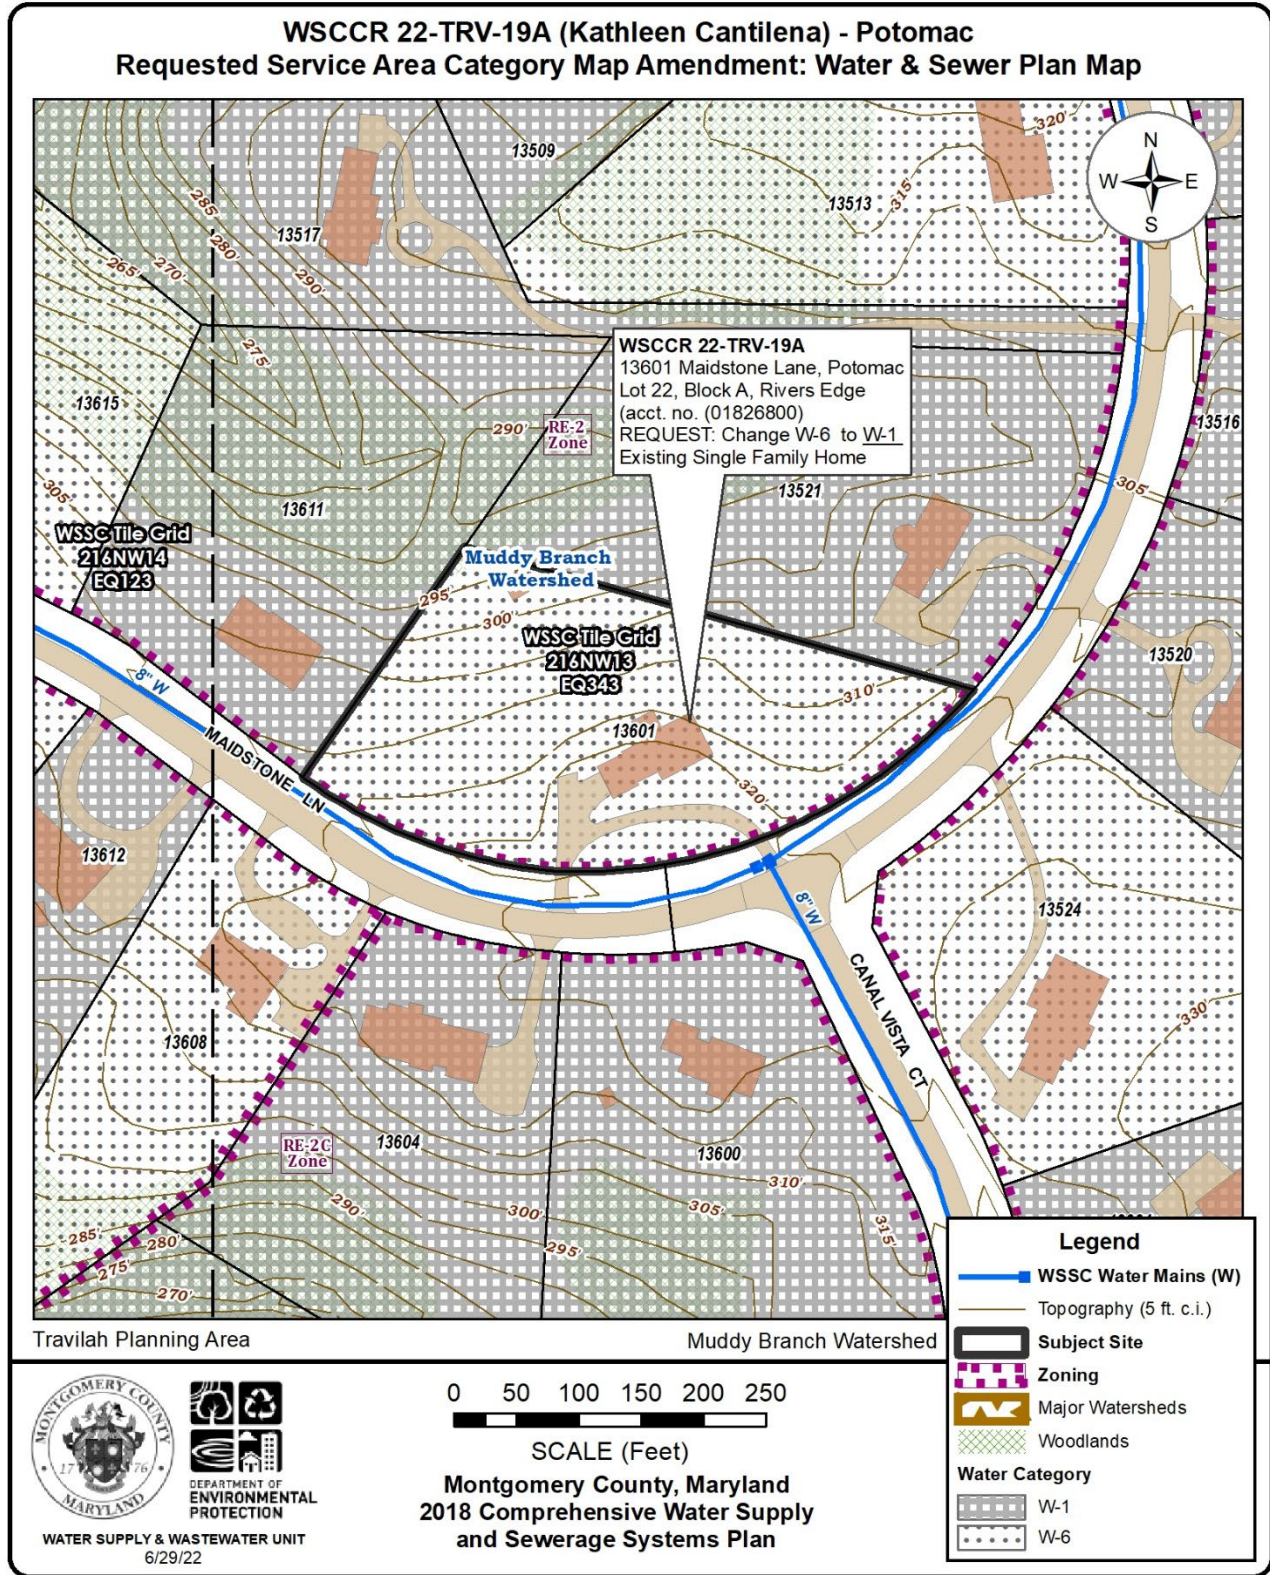 WSCCR 22-TRV-19A (Kathleen Cantilena) - Potomac
Requested Service Area Category Map Amendment: Water & Sewer Plan Map
320'
N
W
E
S
13509
13513
315'
285'
13517
280'
265'
270'
290'
275'
WSCCR 22-TRV-19A
13601 Maidstone Lane, Potomac
Lot 22, Block A, Rivers Edge
(acct. no. (01826800)
REQUEST: Change W-6 to W-1
Existing Single Family Home
13615
13516
290'
RE-2
Zone
305'
305'
13521
13611
WSSC Tile Grid
216NW14
EQ123
Muddy Branch
Watershed
295'
300'
WSSC Tile Grid
216NW13
EQ343
13520
8" W
310'
13601
MAIDSTONE LN
320'
13612
8" W
13524
CANAL VISTA CT
330'
13608
RE-2C
Zone
13604
13600
310'
290'
300'
305'
315'
285'
280'
295'
275'
270'
Legend
WSSC Water Mains (W)
Topography (5 ft. c.i.)
Subject Site
Zoning
Major Watersheds
Woodlands
Water Category
W-1
W-6
Travilah Planning Area
Muddy Branch Watershed
MONTGOMERY COUNTY
17 76
MARYLAND
DEPARTMENT OF
ENVIRONMENTAL
PROTECTION
WATER SUPPLY & WASTEWATER UNIT
6/29/22
0 50 100 150 200 250
SCALE (Feet)
Montgomery County, Maryland
2018 Comprehensive Water Supply
and Sewerage Systems Plan